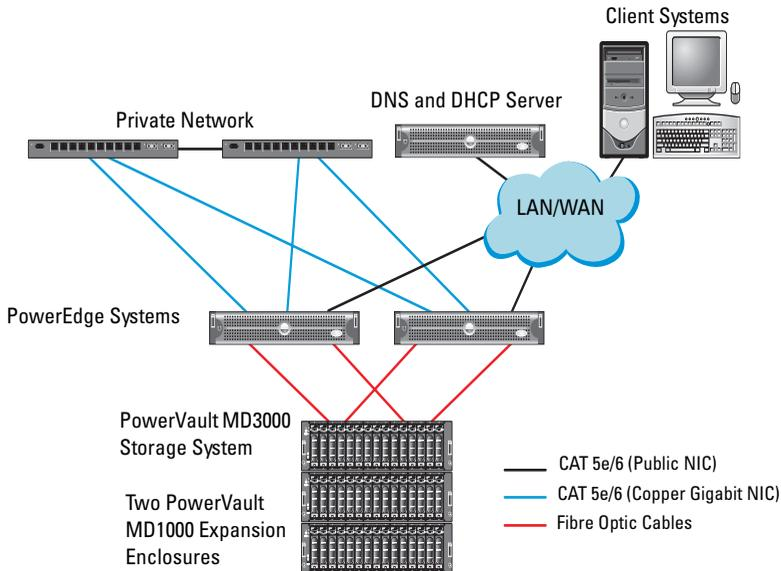 Client Systems
DNS and DHCP Server
Private Network
LAN/WAN
PowerEdge Systems
PowerVault MD3000
Storage System
Two PowerVault
MD1000 Expansion
Enclosures
CAT 5e/6 (Public NIC)
CAT 5e/6 (Copper Gigabit NIC)
Fibre Optic Cables